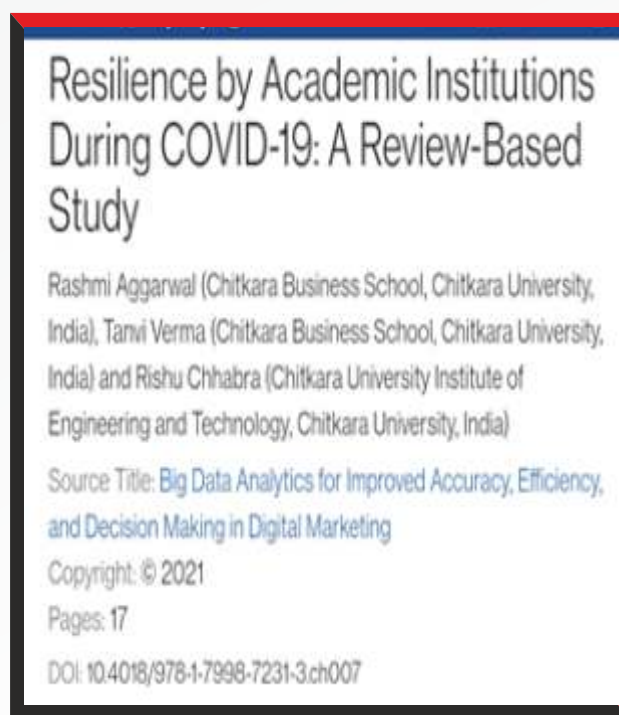 Resilience by Academic Institutions
During COVID-19: A Review-Based
Study
Rashmi Aggarwal (Chitkara Business School, Chitkara University,
India), Tanvi Verma (Chitkara Business School, Chitkara University,
India) and Rishu Chhabra (Chitkara University Institute of
Engineering and Technology, Chitkara University, India)
Source Title: Big Data Analytics for Improved Accuracy, Efficiency,
and Decision Making in Digital Marketing
Copyright: © 2021
Pages: 17
DOI: 10.4018/978-1-7998-7231-3.ch007